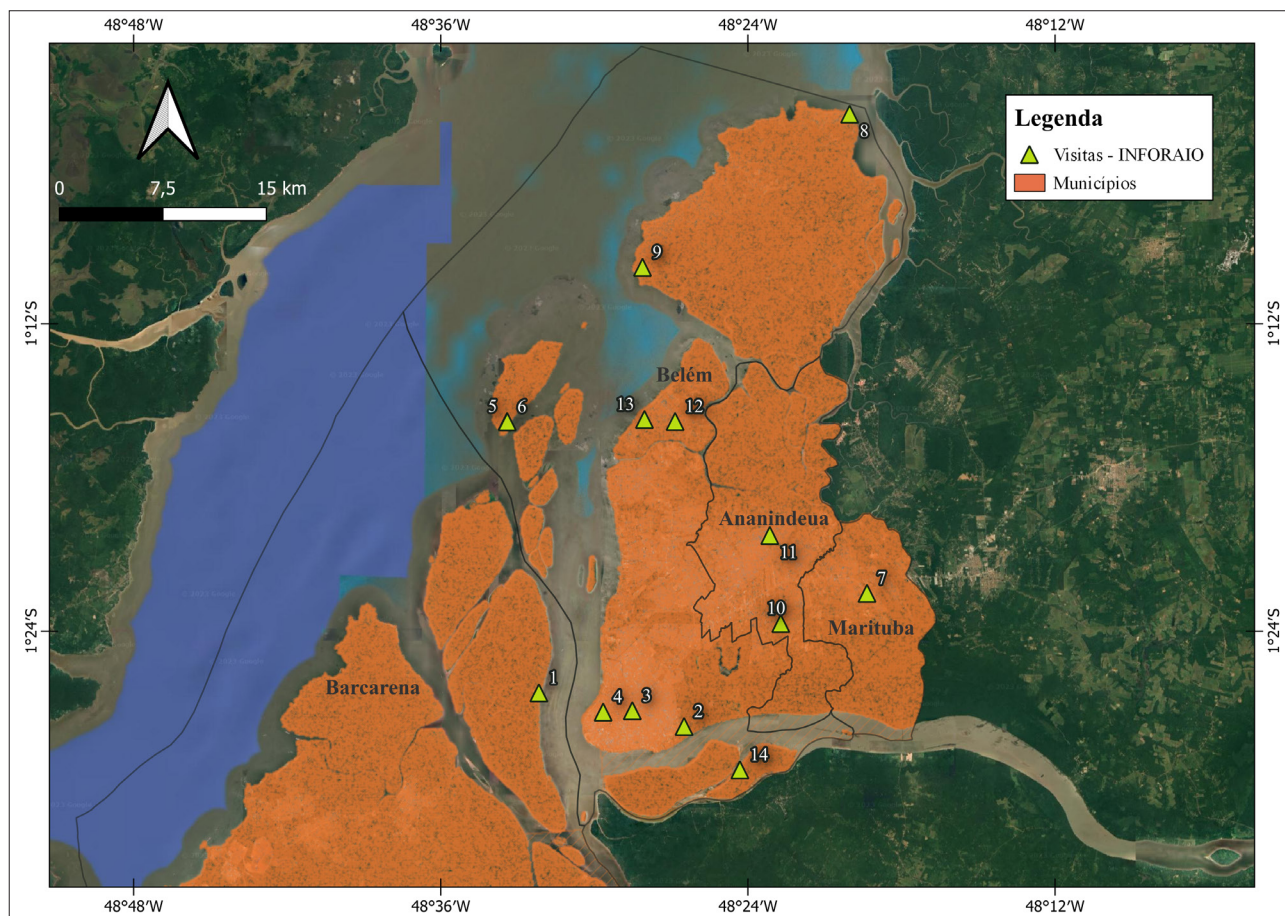 48°48'W 48°36'W 48°24'W 48°12'W
8
Legenda
Visitas - INFORAIO
Municípios
0 7,5 15 km
9
1°12'S 1°12'S
Belém
5 6 13 12
Ananindeua
11
7
10
1°24'S 1°24'S
Marituba
Barcarena
1
4 3
2
14
48°48'W 48°36'W 48°24'W 48°12'W